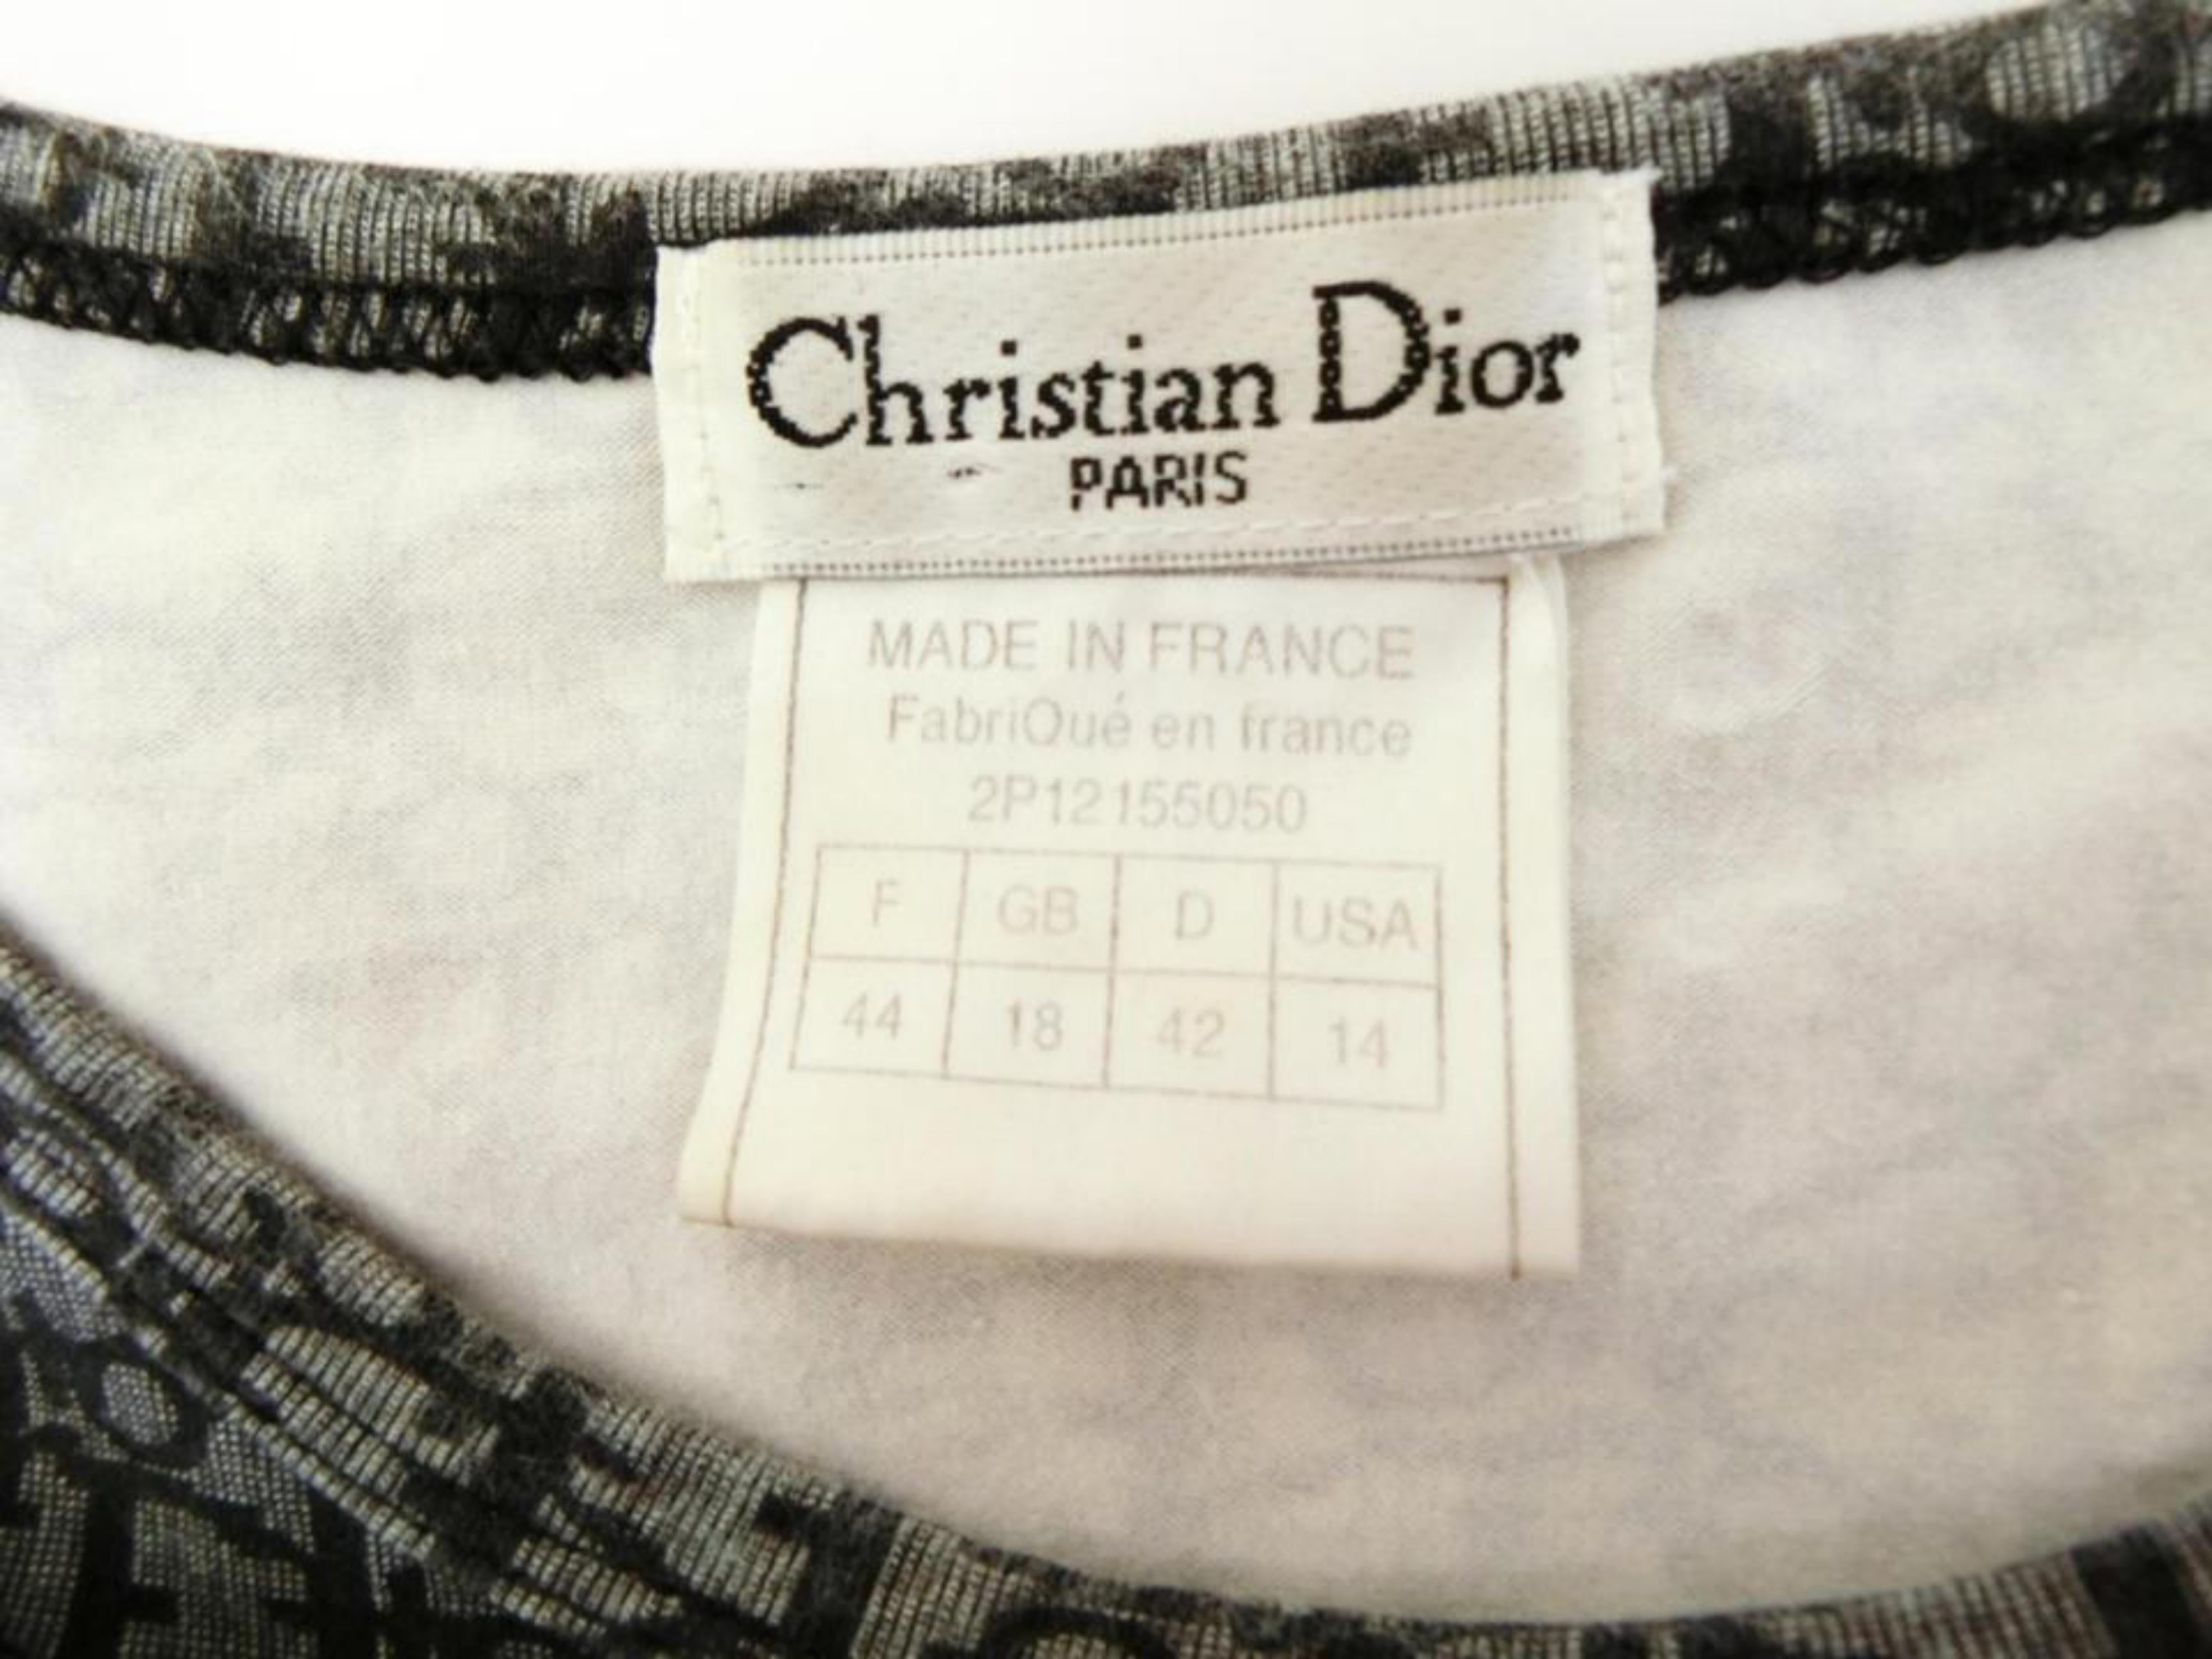 Christian Dior
PARIS
MADE IN FRANCE
FabriQué en france
2P12155050
F GB D USA
44 18 42 14